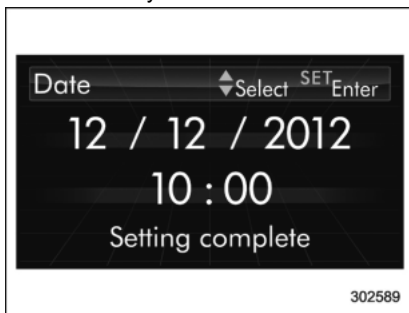 Date Select SET Enter
12 / 12 / 2012
10 : 00
Setting complete
302589